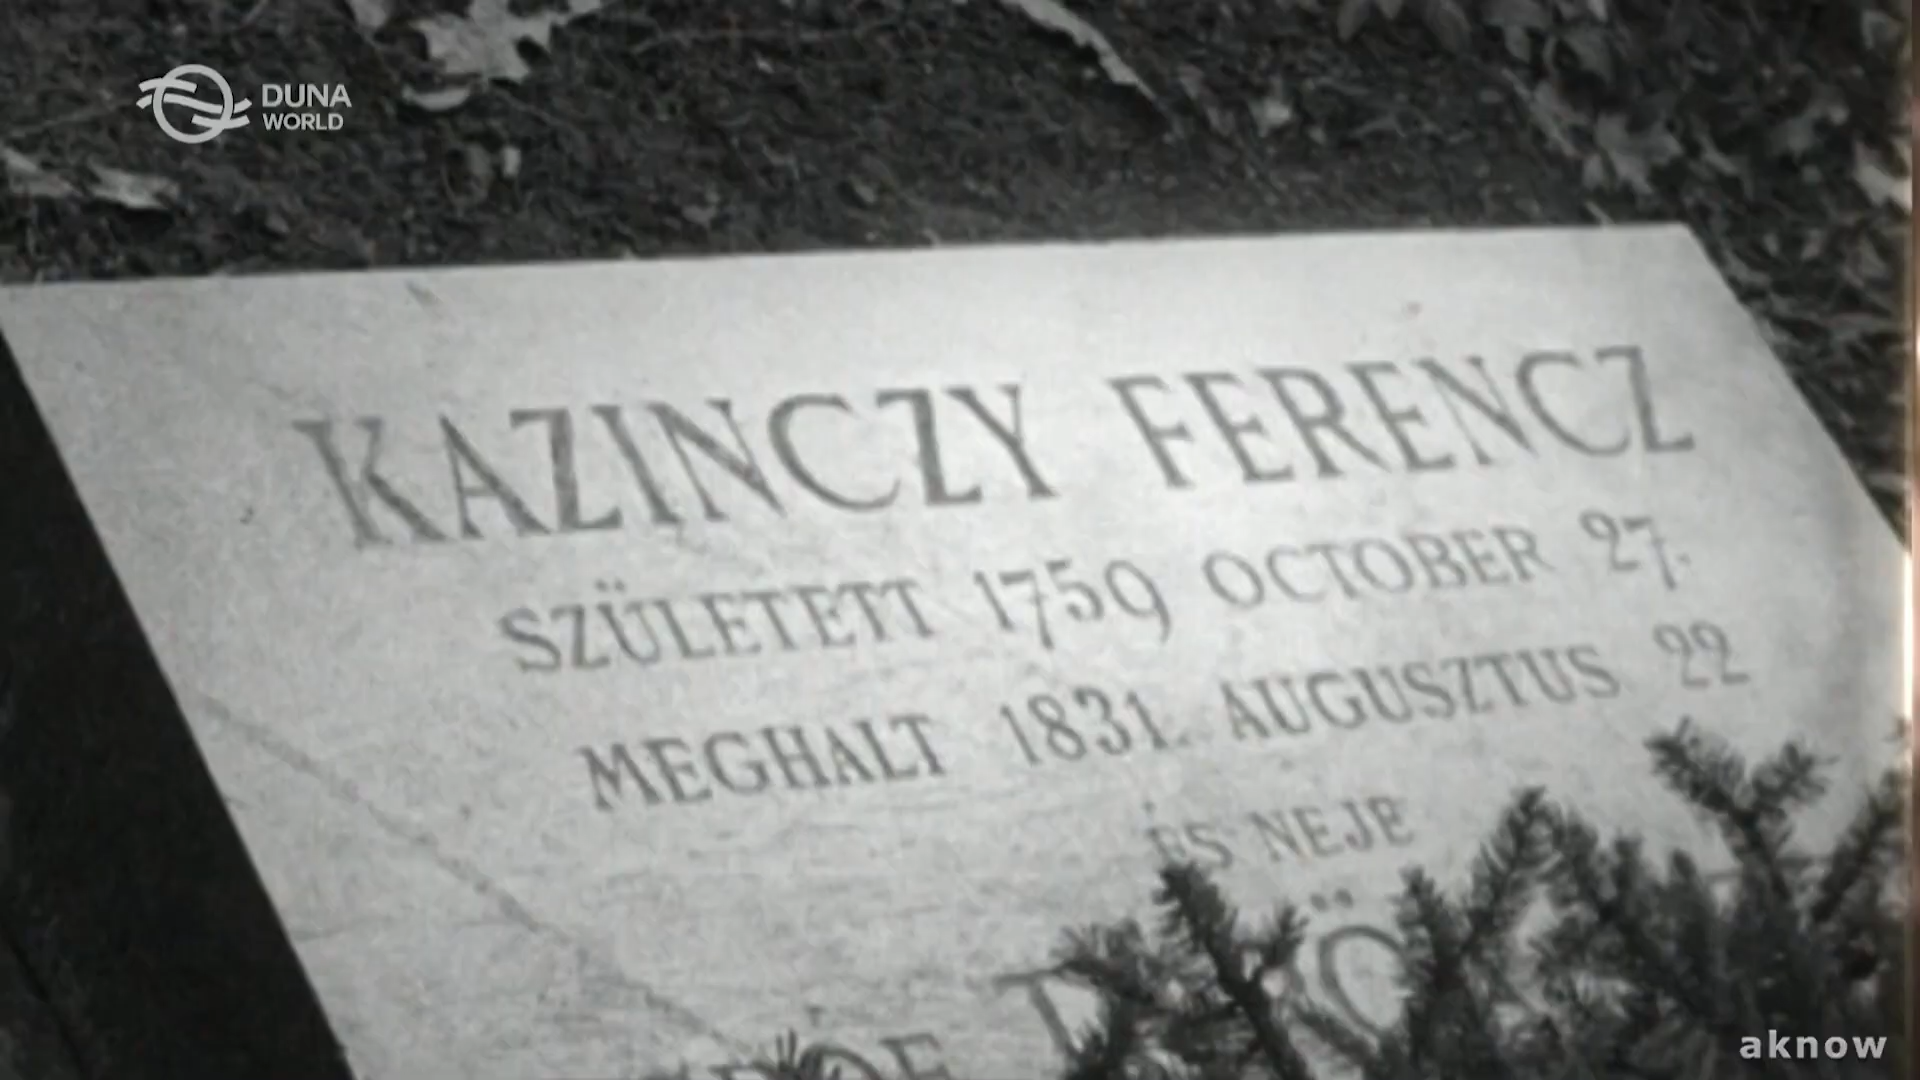 DUNA
WORLD
KAZINCZY FERENCZ
SZÜLETETT 1759 OCTOBER 27.
MEGHALT 1831. AUGUSZTUS 22
ÉS NEJE
aknow